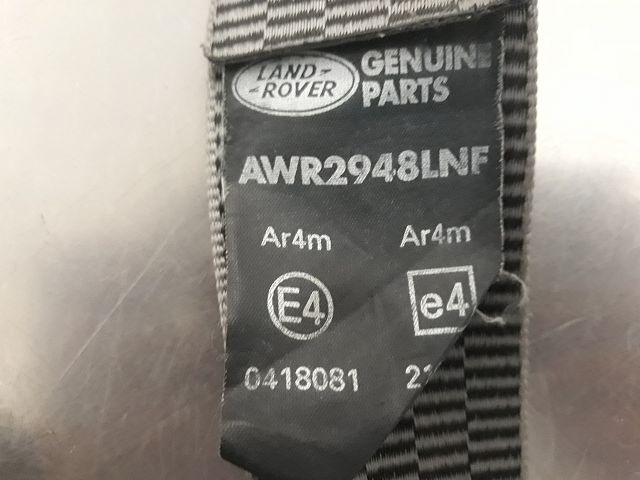 LAND-
-ROVER
GENUINE
PARTS
AWR2948LNF
Ar4m Ar4m
E4 e4
0418081